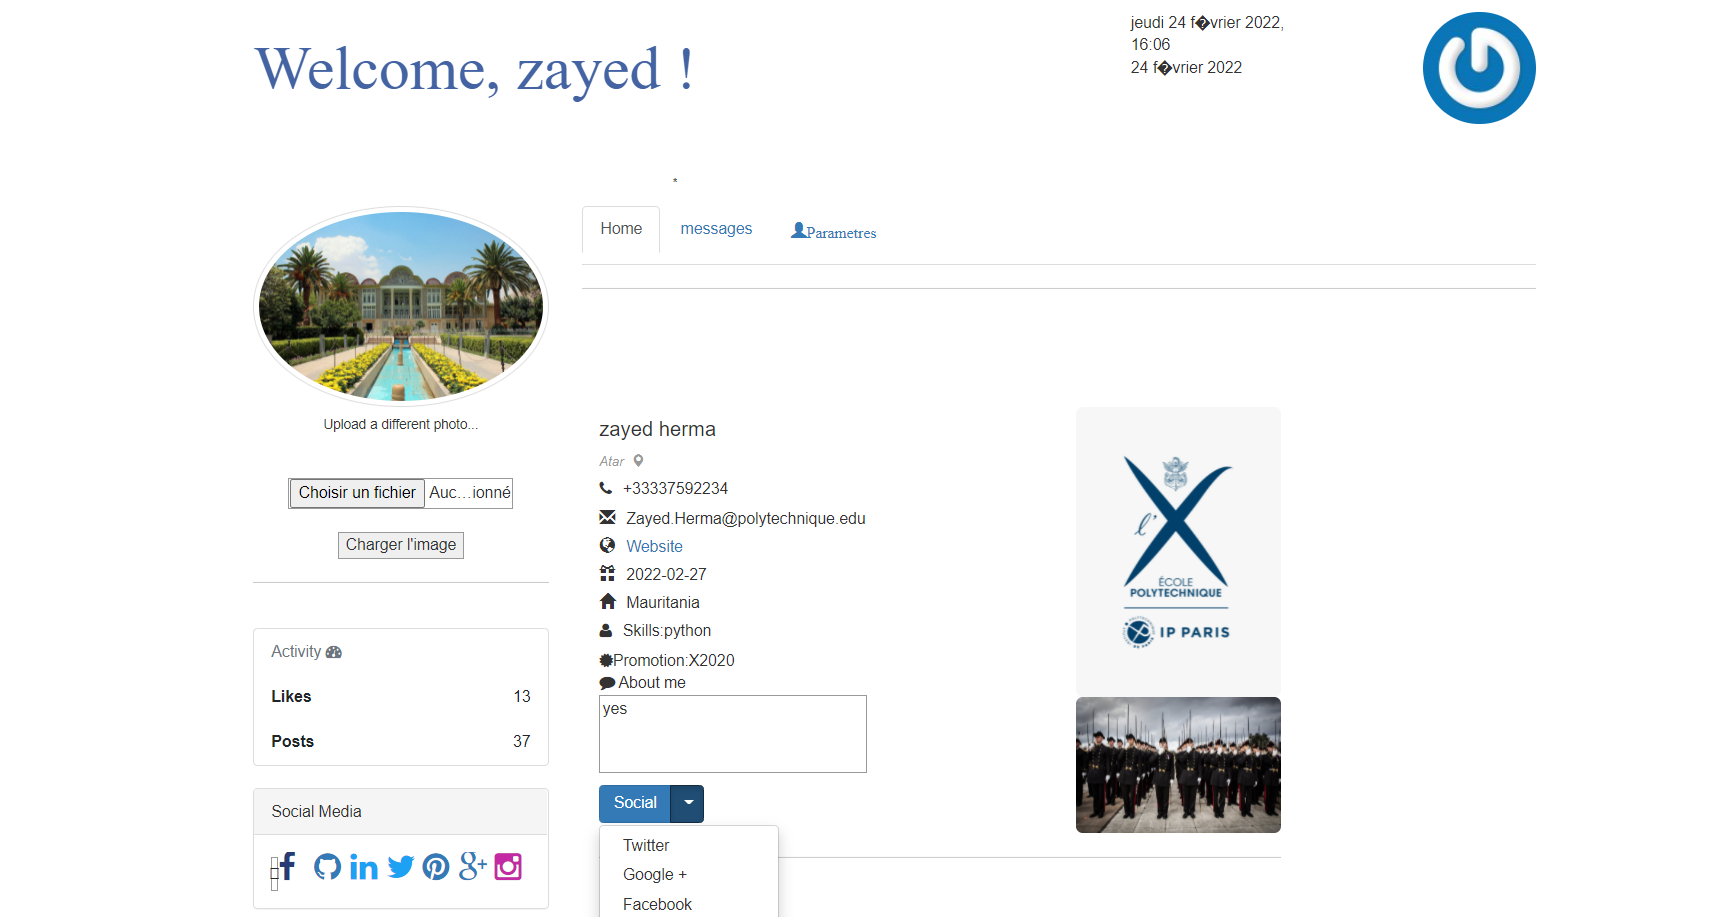 Welcome, zayed !
jeudi 24 f�vrier 2022,
16:06
24 f�vrier 2022
*
Home
messages
Parametres
Upload a different photo...
Choisir un fichier
Auc…ionné
Charger l'image
Activity
Likes 13
Posts 37
Social Media
zayed herma
Atar
+33337592234
Zayed.Herma@polytechnique.edu
Website
2022-02-27
Mauritania
Skills:python
Promotion:X2020
About me
yes
Social
Twitter
Google +
Facebook
l'X
ÉCOLE
POLYTECHNIQUE
IP PARIS